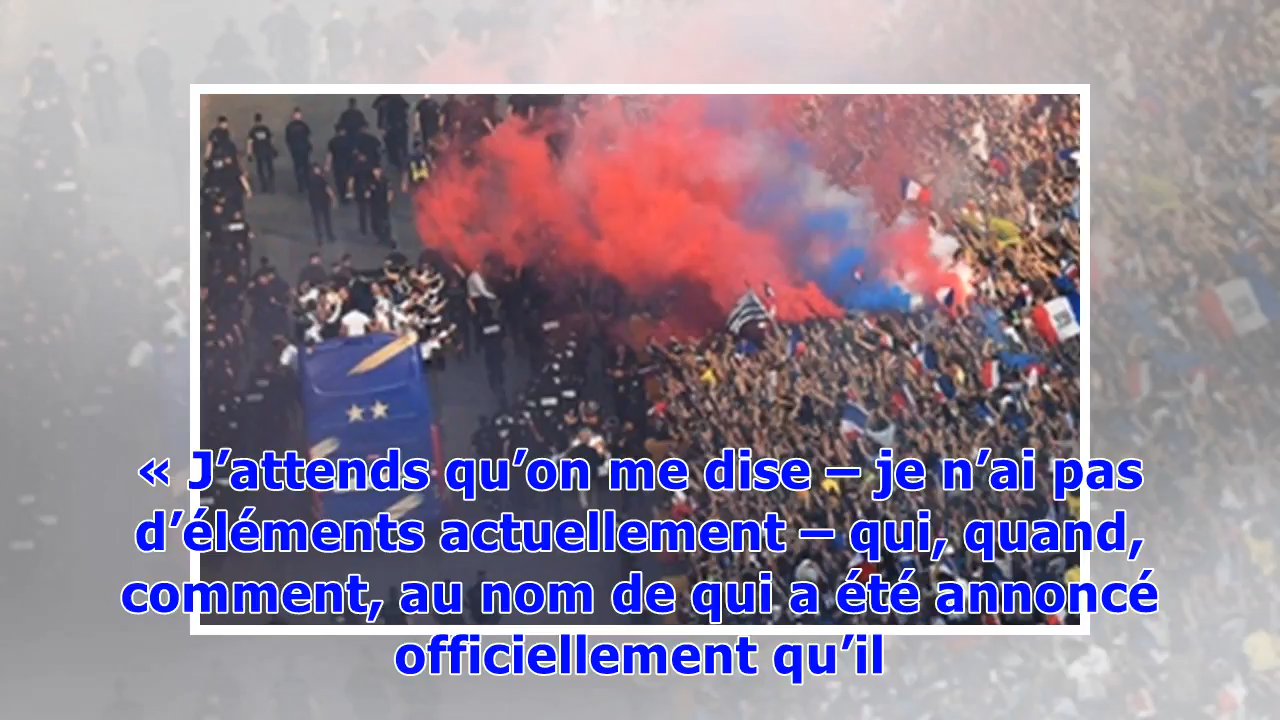 « J’attends qu’on me dise – je n’ai pas
d’éléments actuellement – qui, quand,
comment, au nom de qui a été annoncé
officiellement qu’il